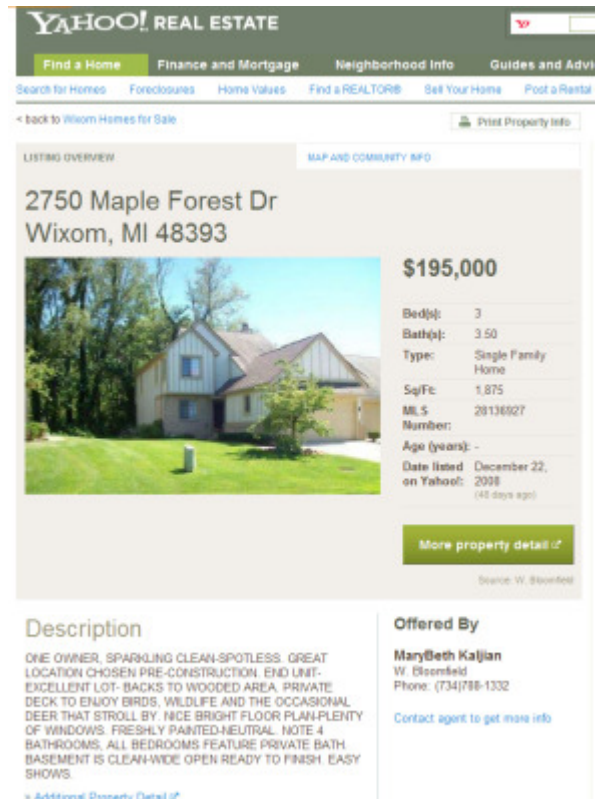 YAHOO! REAL ESTATE
Find a Home Finance and Mortgage Neighborhood Info Guides and Advi
Search for Homes Foreclosures Home Values Find a REALTOR® Sell Your Home Post a Rental
< back to Wixom Homes for Sale
Print Property Info
LISTING OVERVIEW
MAP AND COMMUNITY INFO
2750 Maple Forest Dr
Wixom, MI 48393
$195,000
Bed(s): 3
Bath(s): 3.50
Type: Single Family
Home
Sq/Ft: 1,875
MLS 28136927
Number:
Age (years): -
Date listed December 22,
on Yahoo!: 2008
(48 days ago)
More property detail
Source: W. Bloomfield
Description
ONE OWNER, SPARKLING CLEAN-SPOTLESS. GREAT
LOCATION CHOSEN PRE-CONSTRUCTION. END UNIT-
EXCELLENT LOT- BACKS TO WOODED AREA. PRIVATE
DECK TO ENJOY BIRDS, WILDLIFE AND THE OCCASIONAL
DEER THAT STROLL BY. NICE BRIGHT FLOOR PLAN-PLENTY
OF WINDOWS. FRESHLY PAINTED-NEUTRAL. NOTE 4
BATHROOMS, ALL BEDROOMS FEATURE PRIVATE BATH.
BASEMENT IS CLEAN-WIDE OPEN READY TO FINISH. EASY
SHOWS.
» Additional Property Detail
Offered By
MaryBeth Kaljian
W. Bloomfield
Phone: (734)788-1332
Contact agent to get more info